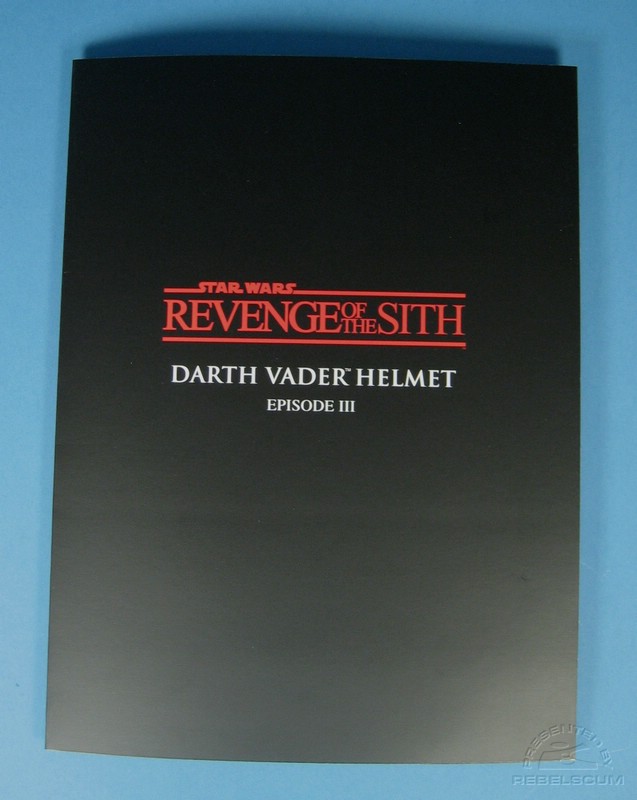 STAR WARS
REVENGE OF THE SITH
DARTH VADER™ HELMET
EPISODE III
PRESENTED BY
REBELSCUM